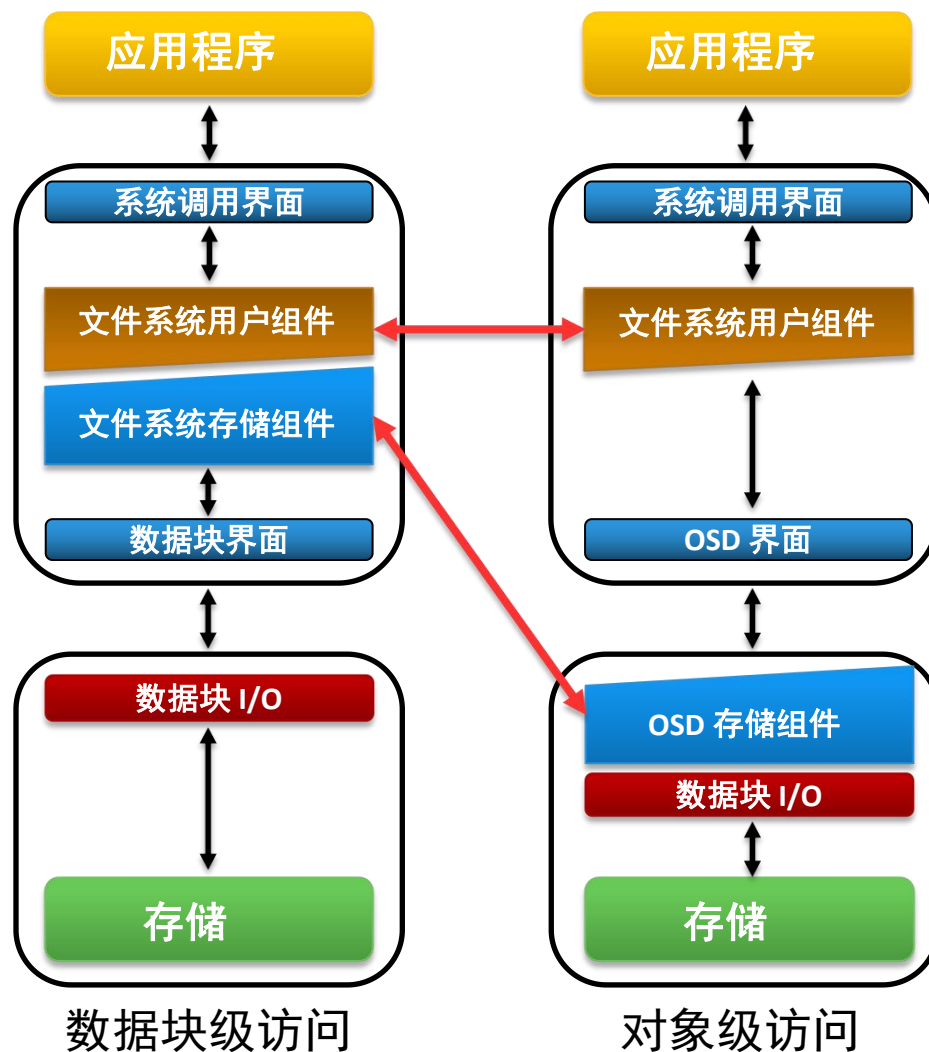 应用程序
系统调用界面
文件系统用户组件
文件系统存储组件
数据块界面
数据块 I/O
存储
数据块级访问
应用程序
系统调用界面
文件系统用户组件
OSD 界面
OSD 存储组件
数据块 I/O
存储
对象级访问